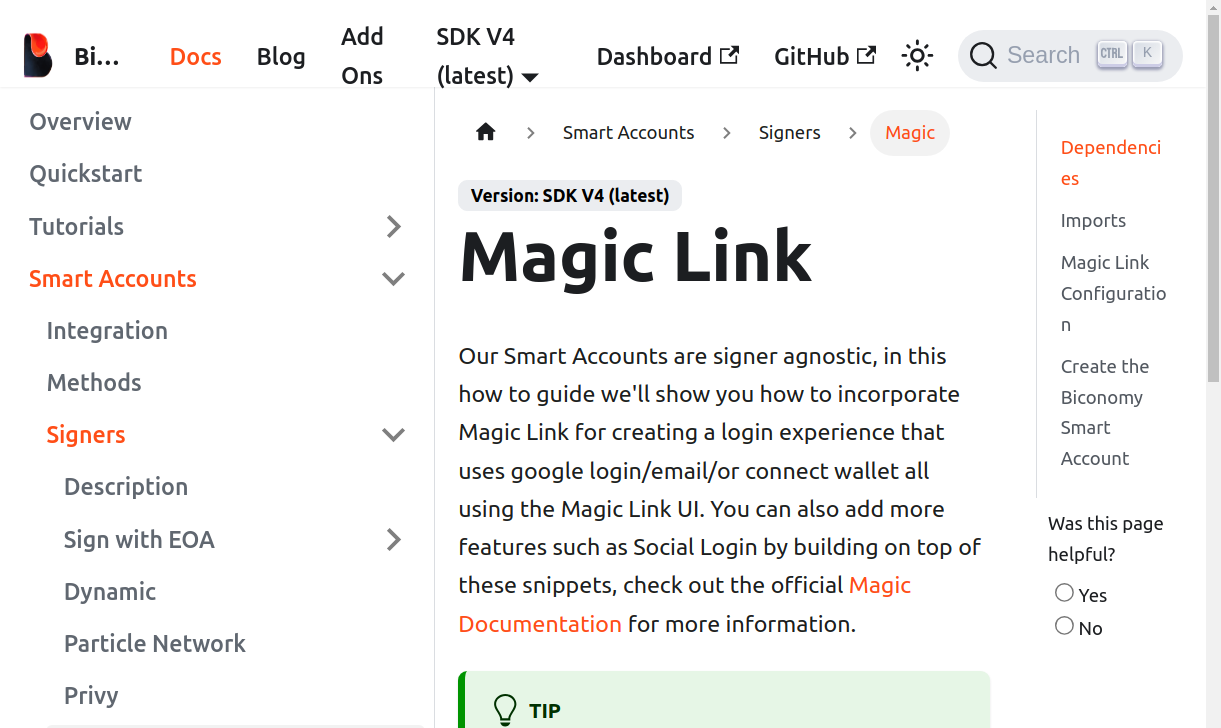 Bi...
Docs
Blog
Add
Ons
SDK V4
(latest)
Dashboard
GitHub
Search
CTRL
K
Overview
Quickstart
Tutorials
Smart Accounts
Integration
Methods
Signers
Description
Sign with EOA
Dynamic
Particle Network
Privy
Smart Accounts
Signers
Magic
Version: SDK V4 (latest)
Magic Link
Our Smart Accounts are signer agnostic, in this
how to guide we'll show you how to incorporate
Magic Link for creating a login experience that
uses google login/email/or connect wallet all
using the Magic Link UI. You can also add more
features such as Social Login by building on top of
these snippets, check out the official Magic
Documentation for more information.
TIP
Dependenci
es
Imports
Magic Link
Configuratio
n
Create the
Biconomy
Smart
Account
Was this page
helpful?
Yes
No